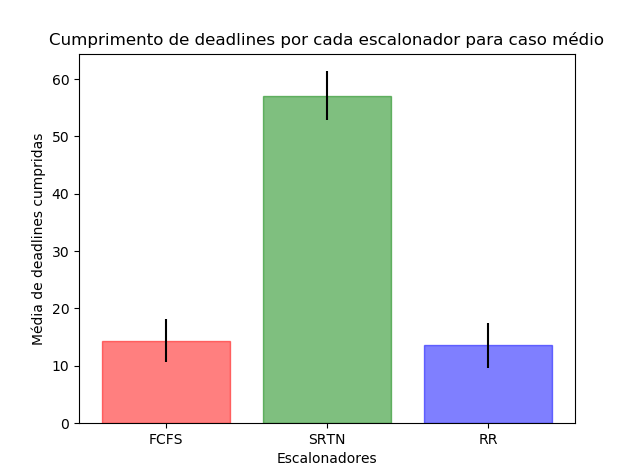 Cumprimento de deadlines por cada escalonador para caso médio
Média de deadlines cumpridas
60
50
40
30
20
10
0
FCFS
SRTN
RR
Escalonadores